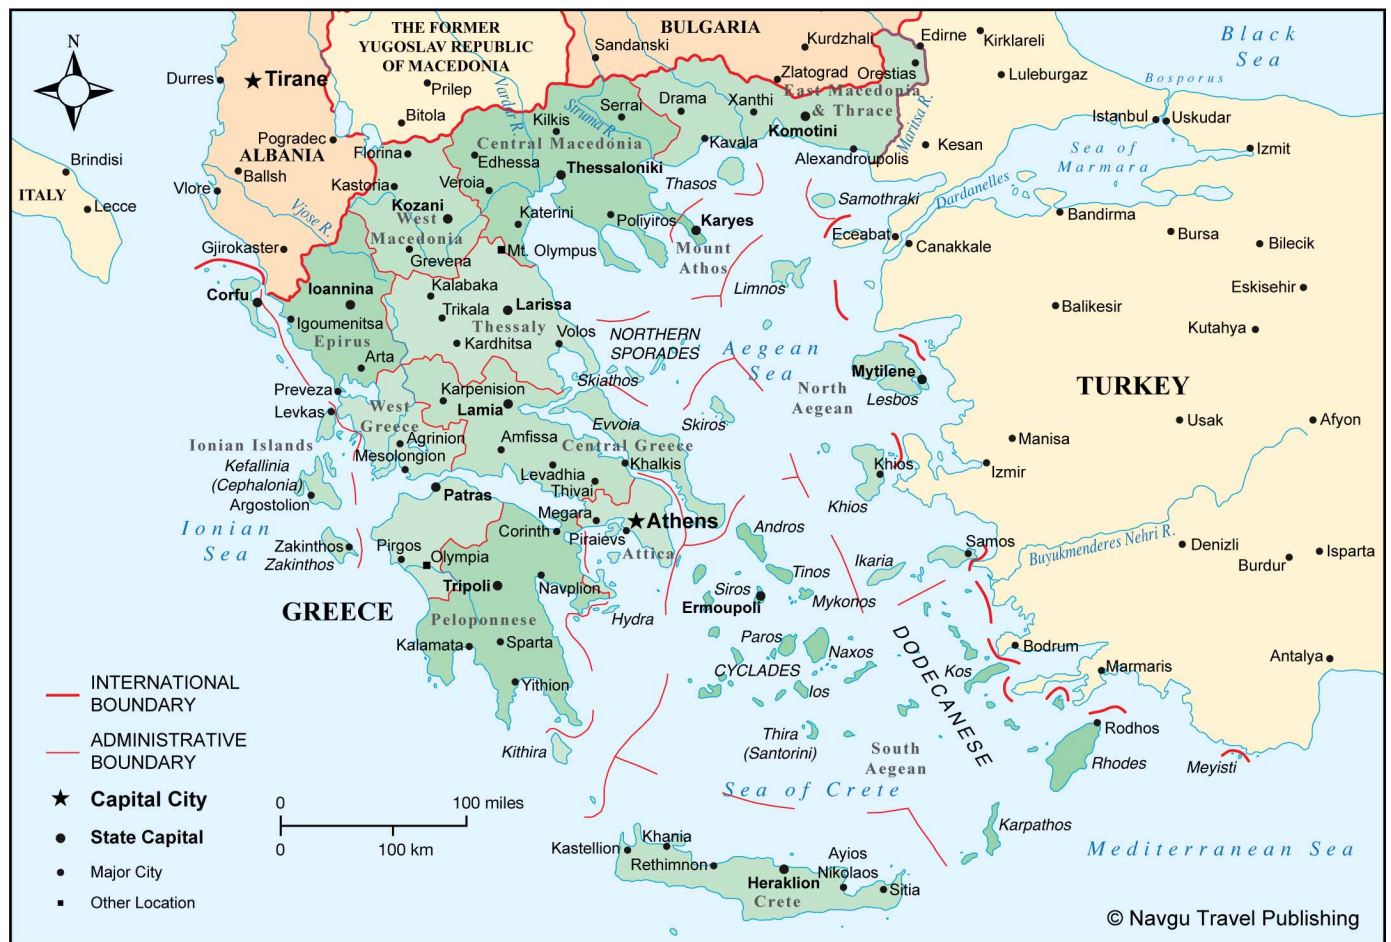 THE FORMER
YUGOSLAV REPUBLIC
OF MACEDONIA
BULGARIA
Black
Sea
N
Sandanski
Kurdzhali
Edirne
Kirklareli
Durres
Tirane
Prilep
Zlatograd
Orestias
Luleburgaz
Bosporus
Vardar R.
Struma R.
Serrai
Drama
Xanthi
East Macedonia
& Thrace
Maritsa R.
Bitola
Kilkis
Komotini
Istanbul
Uskudar
Pogradec
Central Macedonia
Kavala
Kesan
Sea of
Marmara
Izmit
Brindisi
ALBANIA
Florina
Edhessa
Alexandroupolis
Ballsh
Thessaloniki
ITALY
Vlore
Kastoria
Veroia
Thasos
Dardanelles
Lecce
Vjose R.
Kozani
Samothraki
West
Macedonia
Katerini
Poliyiros
Karyes
Bandirma
Eceabat
Canakkale
Bursa
Bilecik
Gjirokaster
Grevena
Mt. Olympus
Mount
Athos
Corfu
Ioannina
Kalabaka
Limnos
Eskisehir
Igoumenitsa
Trikala
Larissa
Balikesir
Epirus
Thessaly
Kutahya
Kardhitsa
Volos
NORTHERN
SPORADES
Aegean
Sea
Arta
Skiathos
Mytilene
TURKEY
Preveza
Karpenision
North
Aegean
Lesbos
Levkas
West
Greece
Lamia
Evvoia
Skiros
Usak
Afyon
Ionian Islands
Agrinion
Amfissa
Central Greece
Manisa
Kefallinia
(Cephalonia)
Mesolongion
Levadhia
Khalkis
Khios
Izmir
Argostolion
Patras
Thivai
Khios
Ionian
Sea
Megara
Athens
Andros
Corinth
Piraievs
Buyukmenderes Nehri R.
Zakinthos
Zakinthos
Pirgos
Olympia
Attica
Samos
Denizli
Isparta
Ikaria
Burdur
Tripoli
Navplion
Tinos
Siros
Mykonos
Ermoupoli
GREECE
Peloponnese
Hydra
Kalamata
Sparta
Paros
Naxos
DODECANESE
Bodrum
CYCLADES
Kos
Marmaris
Antalya
Yithion
Ios
INTERNATIONAL
BOUNDARY
Kithira
Thira
(Santorini)
Rodhos
ADMINISTRATIVE
BOUNDARY
South
Aegean
Rhodes
Meyisti
Capital City
0
100 miles
Sea of Crete
State Capital
0
100 km
Karpathos
Kastellion
Khania
Ayios
Nikolaos
Mediterranean Sea
Rethimnon
Major City
Heraklion
Sitia
Other Location
Crete
© Navgu Travel Publishing